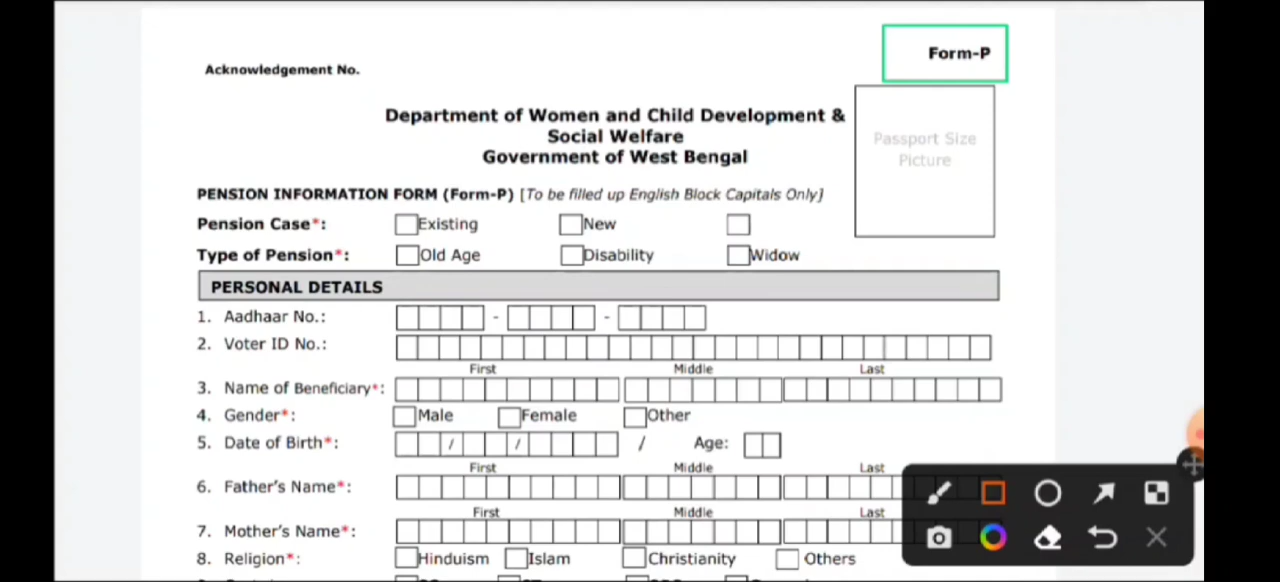 Form-P
Acknowledgement No.
Passport Size
Picture
Department of Women and Child Development &
Social Welfare
Government of West Bengal
PENSION INFORMATION FORM (Form-P) [To be filled up English Block Capitals Only]
Pension Case*: Existing New
Type of Pension*: Old Age Disability Widow
PERSONAL DETAILS
1. Aadhaar No.: - -
2. Voter ID No.:
First Middle Last
3. Name of Beneficiary*:
4. Gender*: Male Female Other
5. Date of Birth*: / / / Age:
First Middle Last
6. Father's Name*:
First Middle Last
7. Mother's Name*:
8. Religion*: Hinduism Islam Christianity Others